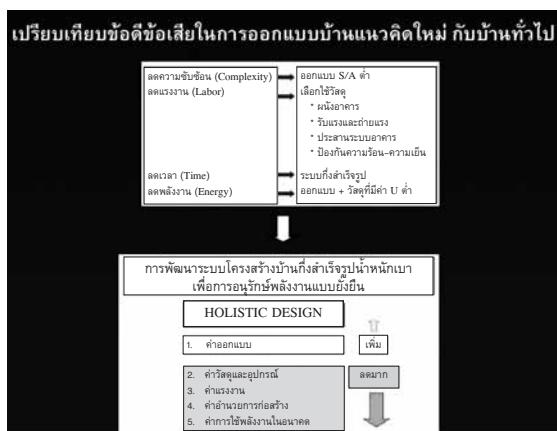 เปรียบเทียบข้อดีข้อเสียในการออกแบบบ้านแนวคิดใหม่ กับบ้านทั่วไป
ลดความซับซ้อน (Complexity)
ออกแบบ S/A ต่ำ
ลดแรงงาน (Labor)
เลือกใช้วัสดุ
* ผนังอาคาร
* รับแรงและถ่ายแรง
* ประสานระบบอาคาร
* ป้องกันความร้อน-ความเย็น
ลดเวลา (Time)
ระบบกึ่งสำเร็จรูป
ลดพลังงาน (Energy)
ออกแบบ + วัสดุที่มีค่า U ต่ำ
การพัฒนาระบบโครงสร้างบ้านกึ่งสำเร็จรูปน้ำหนักเบา
เพื่อการอนุรักษ์พลังงานแบบยั่งยืน
HOLISTIC DESIGN
1. ค่าออกแบบ
เพิ่ม
2. ค่าวัสดุและอุปกรณ์
ลดมาก
3. ค่าแรงงาน
4. ค่าอำนวยการก่อสร้าง
5. ค่าการใช้พลังงานในอนาคต